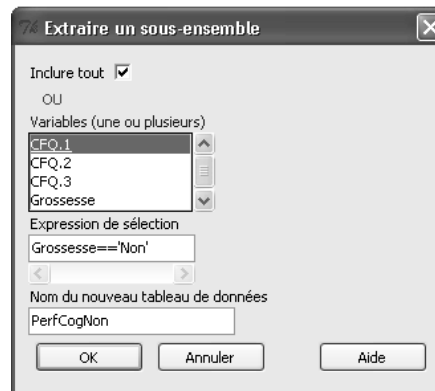 Extraire un sous-ensemble
Inclure tout
OU
Variables (une ou plusieurs)
CFQ.1
CFQ.2
CFQ.3
Grossesse
Expression de sélection
Grossesse=='Non'
Nom du nouveau tableau de données
PerfCogNon
OK Annuler Aide